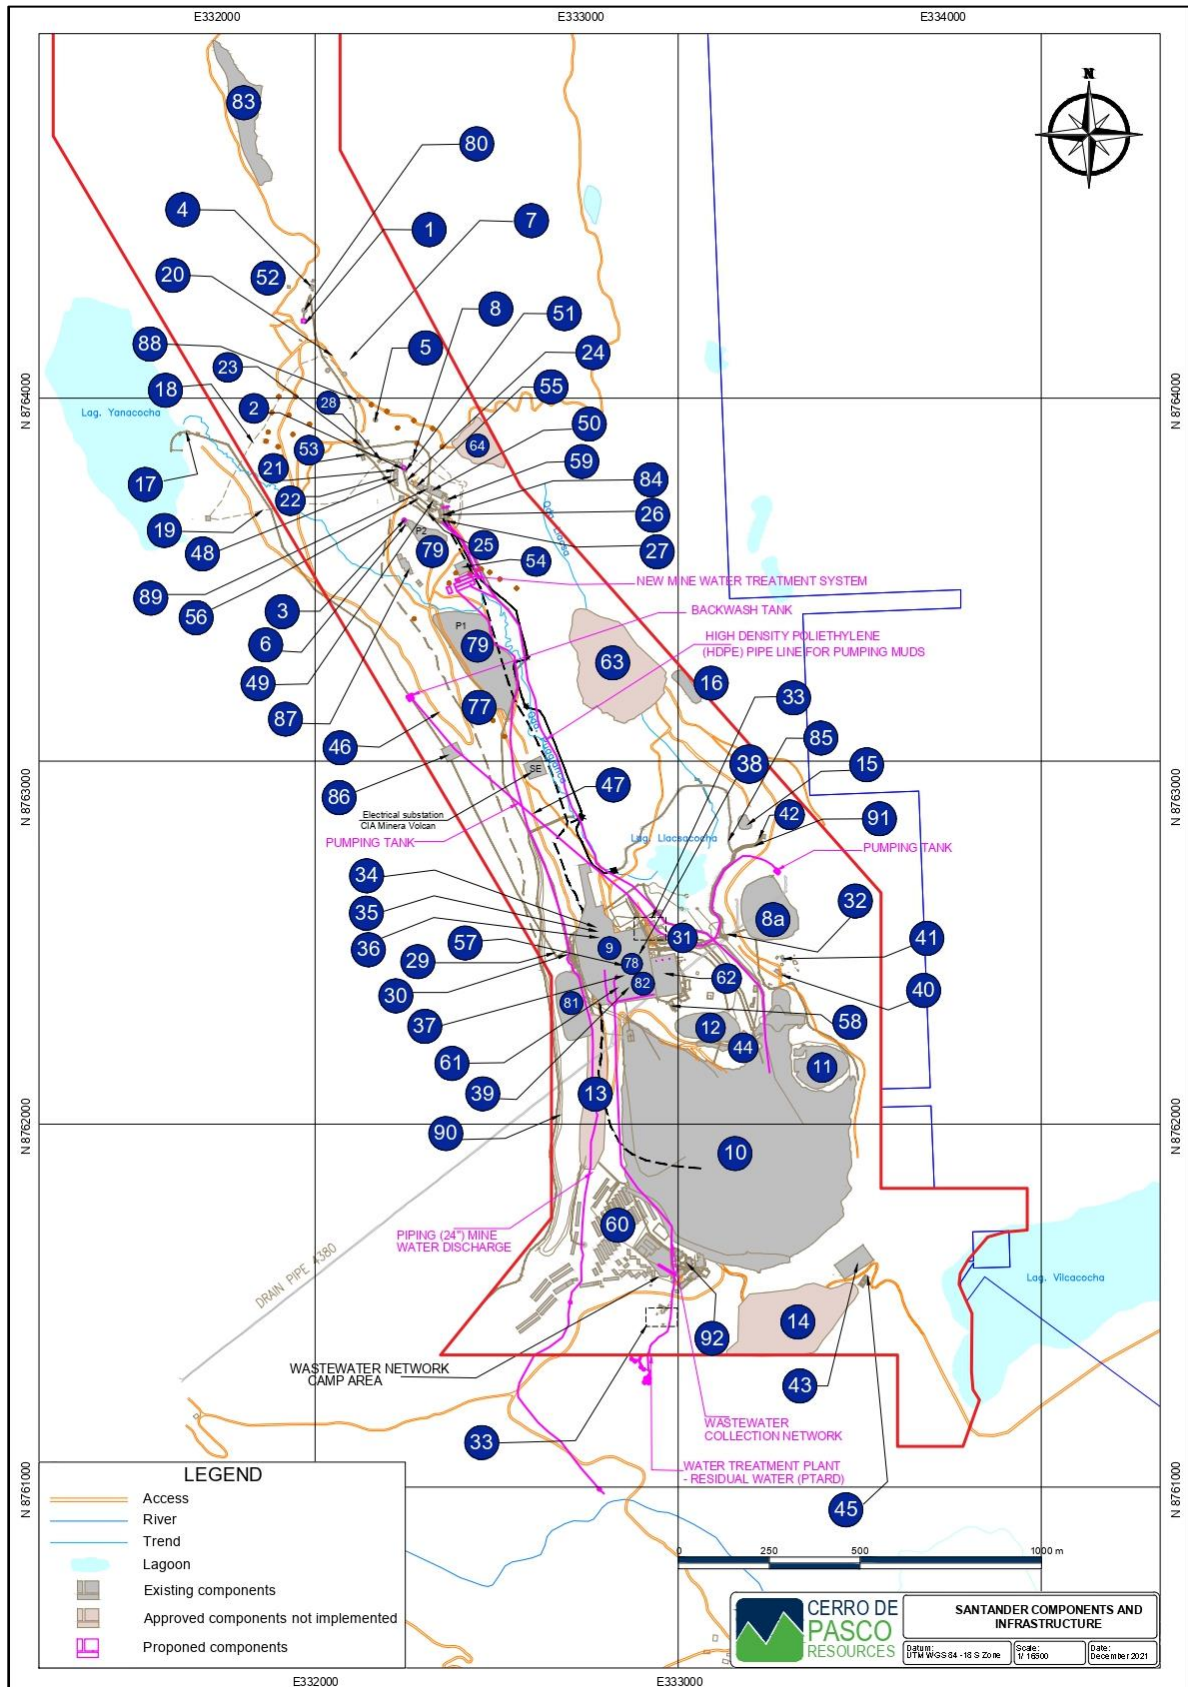 E332000 E333000 E334000
N
83
80
4
1
7
20
52
8
51
88
5
24
23
55
18
2
28
N 8764000
N 8764000
Lag. Yanacocha
50
53
64
59
21
17
84
22
26
19
48
P2
79
25
27
54
89
NEW MINE WATER TREATMENT SYSTEM
56
3
BACKWASH TANK
P1
6
79
HIGH DENSITY POLIETHYLENE
(HDPE) PIPE LINE FOR PUMPING MUDS
63
49
16
33
87
77
46
85
38
15
SE
86
47
N 8763000
N 8763000
Electrical substation
CIA Minera Volcan
42
91
PUMPING TANK
Lag. Llacsacocha
PUMPING TANK
34
35
32
8a
36
57
9
31
41
29
78
62
30
82
40
81
37
12
58
44
61
11
39
13
90
N 8762000
N 8762000
10
60
PIPING (24") MINE
WATER DISCHARGE
DRAIN PIPE 4380
Lag. Vilcacocha
14
92
WASTEWATER NETWORK
CAMP AREA
43
WASTEWATER
COLLECTION NETWORK
33
WATER TREATMENT PLANT
- RESIDUAL WATER (PTARD)
N 8761000
N 8761000
45
LEGEND
Access
River
Trend
Lagoon
Existing components
Approved components not implemented
Proponed components
0 250 500 1000 m
CERRO DE
PASCO
RESOURCES
SANTANDER COMPONENTS AND
INFRASTRUCTURE
Datum:
UTM WGS 84 - 18 S Zone
Scale:
1/ 16500
Date:
December 2021
E332000 E333000